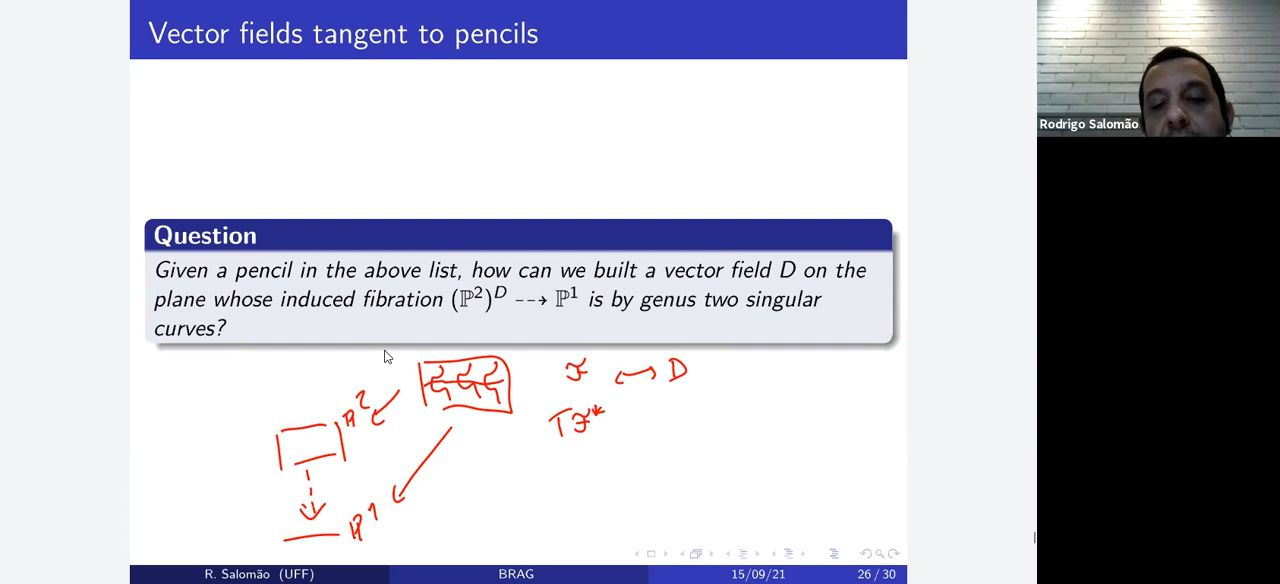 Vector fields tangent to pencils
Rodrigo Salomão
Question
Given a pencil in the above list, how can we built a vector field D on the
plane whose induced fibration (ℙ²)ᴰ --→ ℙ¹ is by genus two singular
curves?
ℱ ↔ D
Tℱ*
ℙ²
ℙ¹
R. Salomão (UFF) BRAG 15/09/21 26 / 30